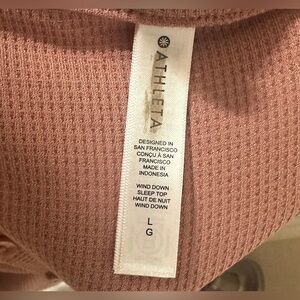 ATHLETA
DESIGNED IN
SAN FRANCISCO
CONÇU À SAN
FRANCISCO
MADE IN
INDONESIA
WIND DOWN
SLEEP TOP
HAUT DE NUIT
WIND DOWN
L
G